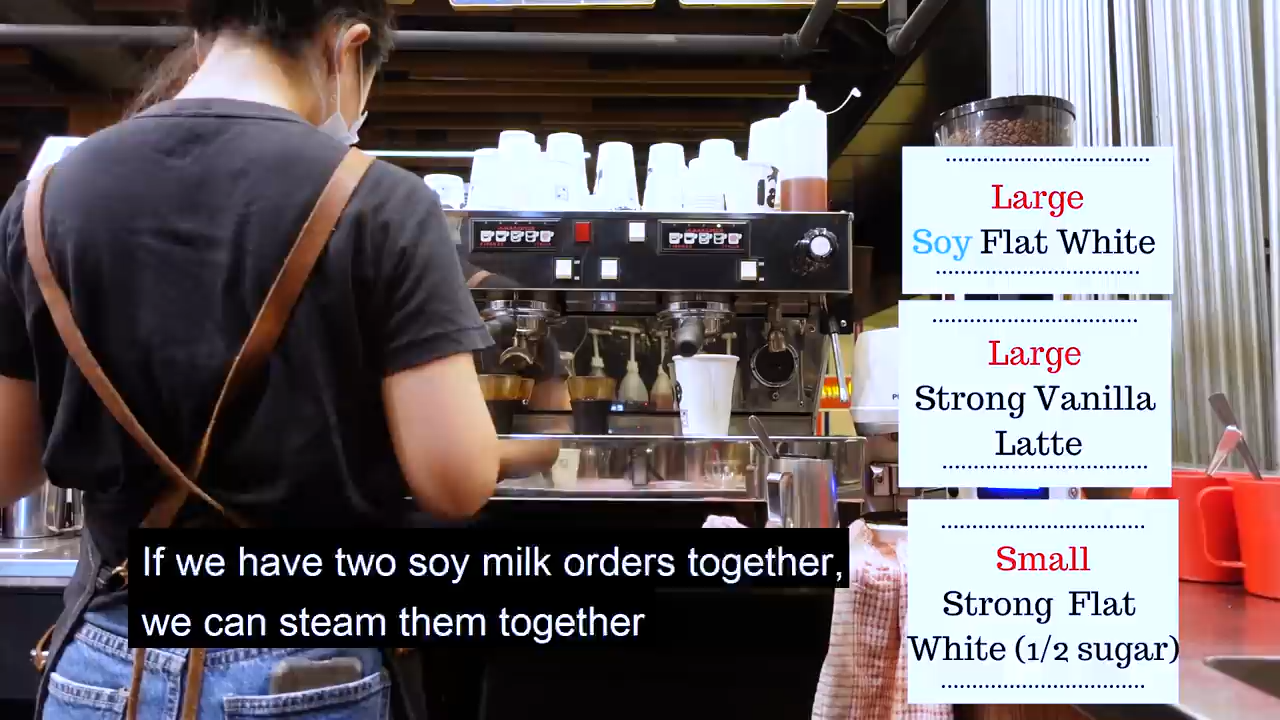 Large
Soy Flat White
Large
Strong Vanilla
Latte
Small
Strong Flat
White (1/2 sugar)
If we have two soy milk orders together,
we can steam them together